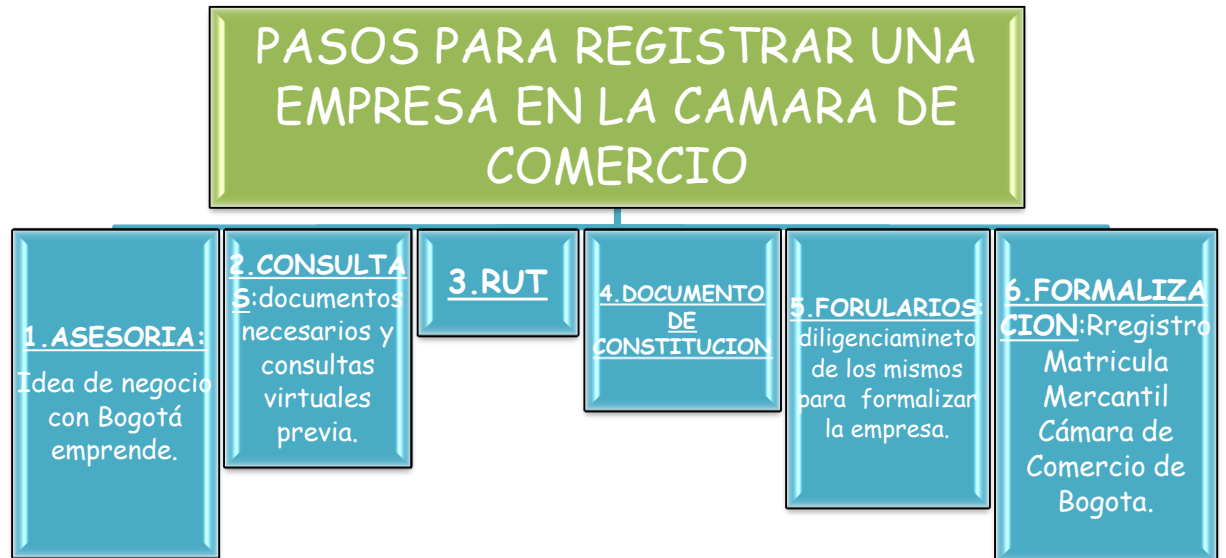 PASOS PARA REGISTRAR UNA
EMPRESA EN LA CAMARA DE
COMERCIO
1.ASESORIA:
Idea de negocio
con Bogotá
emprende.
2.CONSULTA
S:documentos
necesarios y
consultas
virtuales
previa.
3.RUT
4.DOCUMENTO
DE
CONSTITUCION
5.FORULARIOS:
diligenciamineto
de los mismos
para formalizar
la empresa.
6.FORMALIZA
CION:Rregistro
Matricula
Mercantil
Cámara de
Comercio de
Bogota.